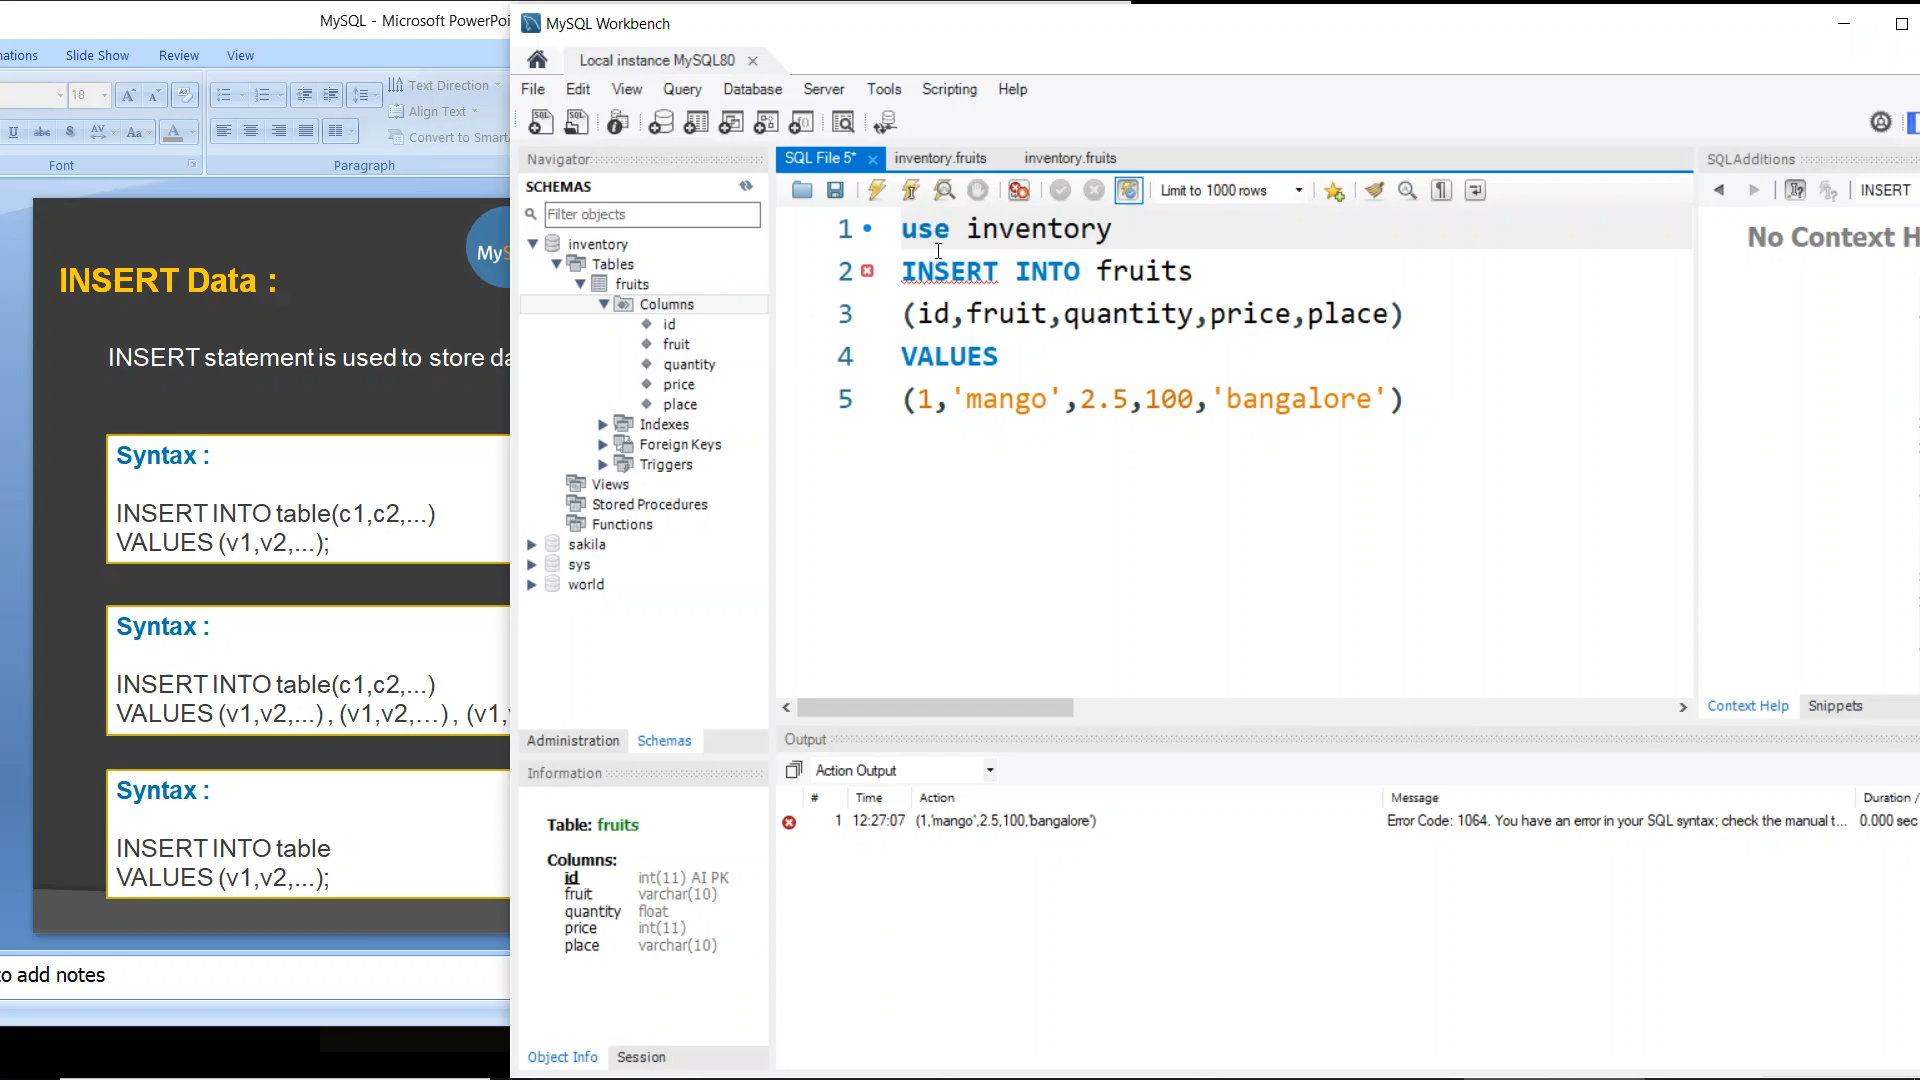 MySQL - Microsoft PowerPoi
MySQL Workbench
Local instance MySQL80
ations Slide Show Review View
File Edit View Query Database Server Tools Scripting Help
18
Text Direction
Align Text
Convert to Smart
Font
Paragraph
Navigator
SCHEMAS
Filter objects
inventory
Tables
fruits
Columns
id
fruit
quantity
price
place
Indexes
Foreign Keys
Triggers
Views
Stored Procedures
Functions
sakila
sys
world
Administration Schemas
Information
Table: fruits
Columns:
id int(11) AI PK
fruit varchar(10)
quantity float
price int(11)
place varchar(10)
Object Info Session
SQL File 5* inventory.fruits inventory.fruits
Limit to 1000 rows
1 use inventory
2 INSERT INTO fruits
3 (id,fruit,quantity,price,place)
4 VALUES
5 (1,'mango',2.5,100,'bangalore')
SQLAdditions
INSERT
No Context H
Context Help Snippets
Output
Action Output
# Time Action Message Duration /
1 12:27:07 (1,'mango',2.5,100,'bangalore') Error Code: 1064. You have an error in your SQL syntax; check the manual t... 0.000 sec
MyS
INSERT Data :
INSERT statement is used to store da
Syntax :
INSERT INTO table(c1,c2,...)
VALUES (v1,v2,...);
Syntax :
INSERT INTO table(c1,c2,...)
VALUES (v1,v2,...) , (v1,v2,...) , (v1,v
Syntax :
INSERT INTO table
VALUES (v1,v2,...);
to add notes